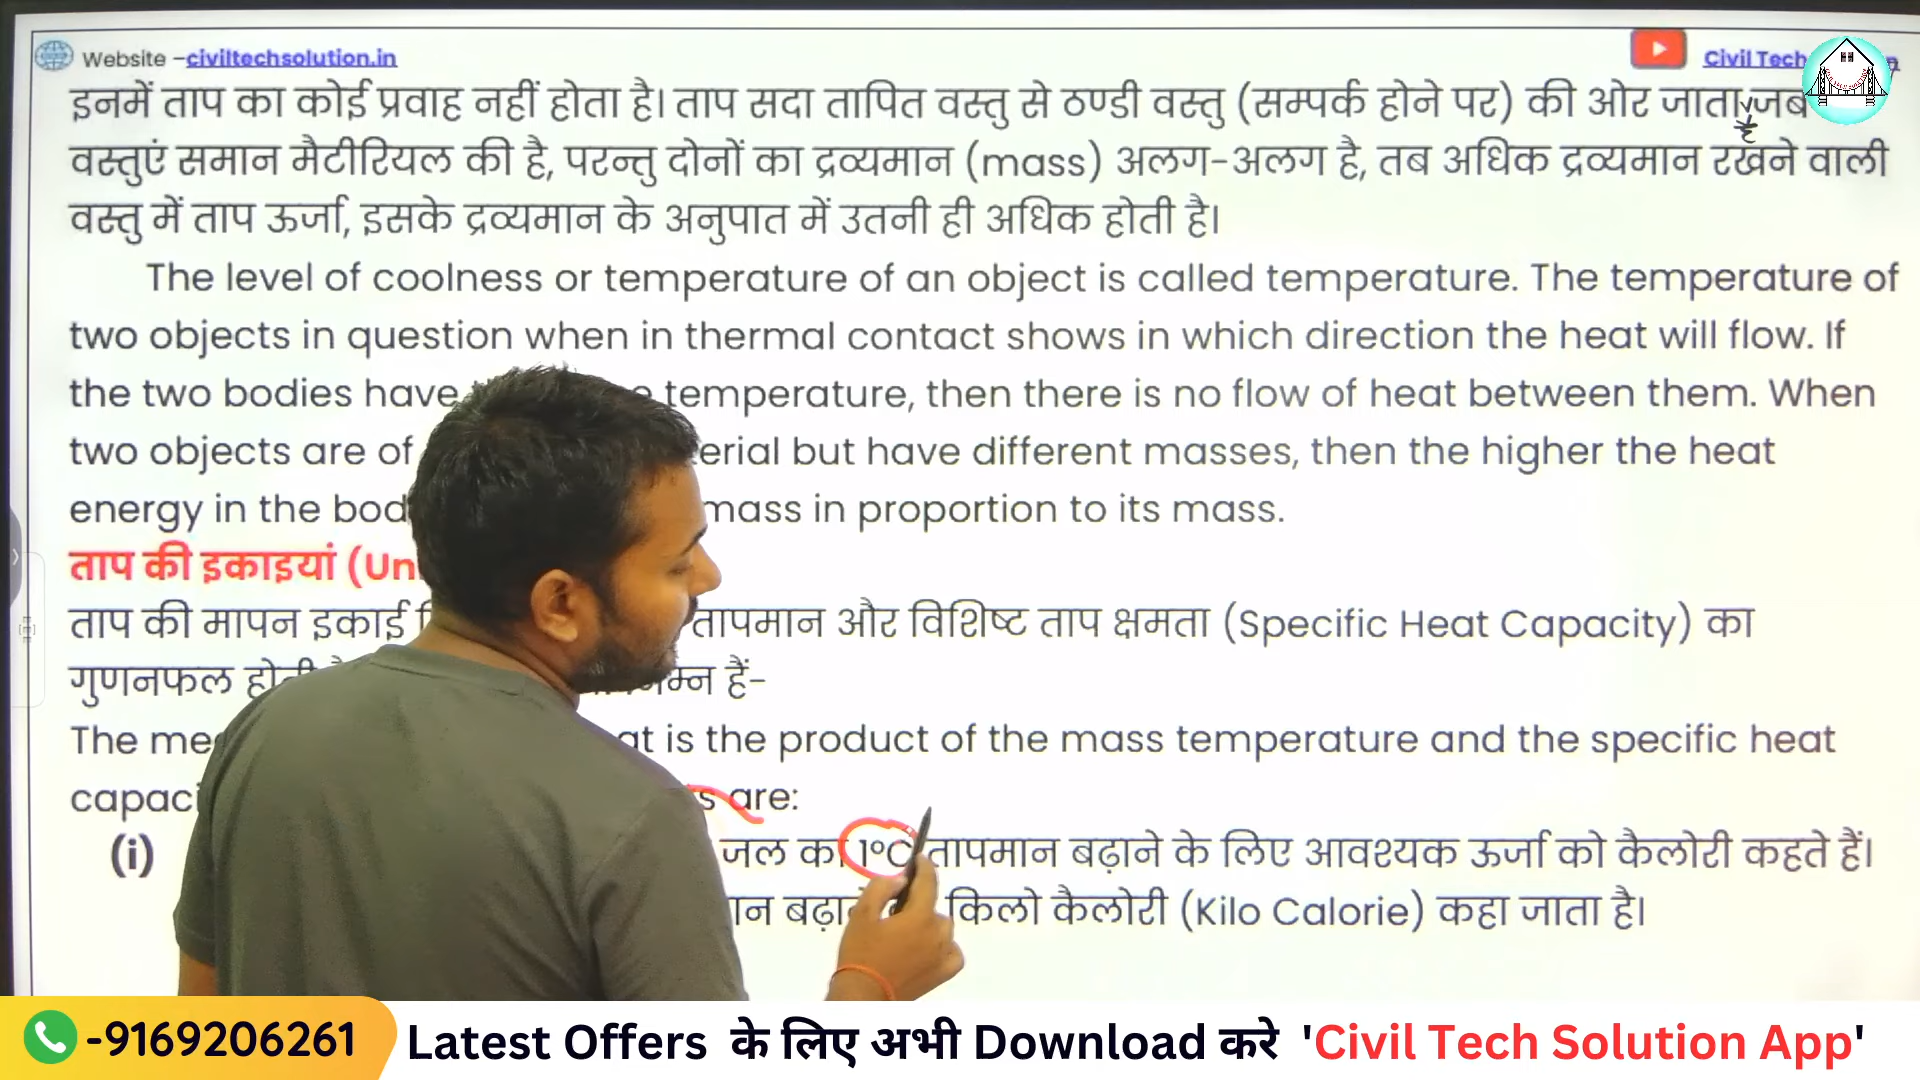 Website –civiltechsolution.in
Civil Tech
इनमें ताप का कोई प्रवाह नहीं होता है। ताप सदा तापित वस्तु से ठण्डी वस्तु (सम्पर्क होने पर) की ओर जाता है जब
वस्तुएं समान मैटीरियल की है, परन्तु दोनों का द्रव्यमान (mass) अलग-अलग है, तब अधिक द्रव्यमान रखने वाली
वस्तु में ताप ऊर्जा, इसके द्रव्यमान के अनुपात में उतनी ही अधिक होती है।
The level of coolness or temperature of an object is called temperature. The temperature of
two objects in question when in thermal contact shows in which direction the heat will flow. If
the two bodies have temperature, then there is no flow of heat between them. When
two objects are of erial but have different masses, then the higher the heat
energy in the bod mass in proportion to its mass.
ताप की इकाइयां (Un
ताप की मापन इकाई तापमान और विशिष्ट ताप क्षमता (Specific Heat Capacity) का
गुणनफल होती म्न हैं-
The me at is the product of the mass temperature and the specific heat
capaci s are:
(i) जल का 1°C तापमान बढ़ाने के लिए आवश्यक ऊर्जा को कैलोरी कहते हैं।
ान बढ़ाने किलो कैलोरी (Kilo Calorie) कहा जाता है।
-9169206261 Latest Offers के लिए अभी Download करे 'Civil Tech Solution App'